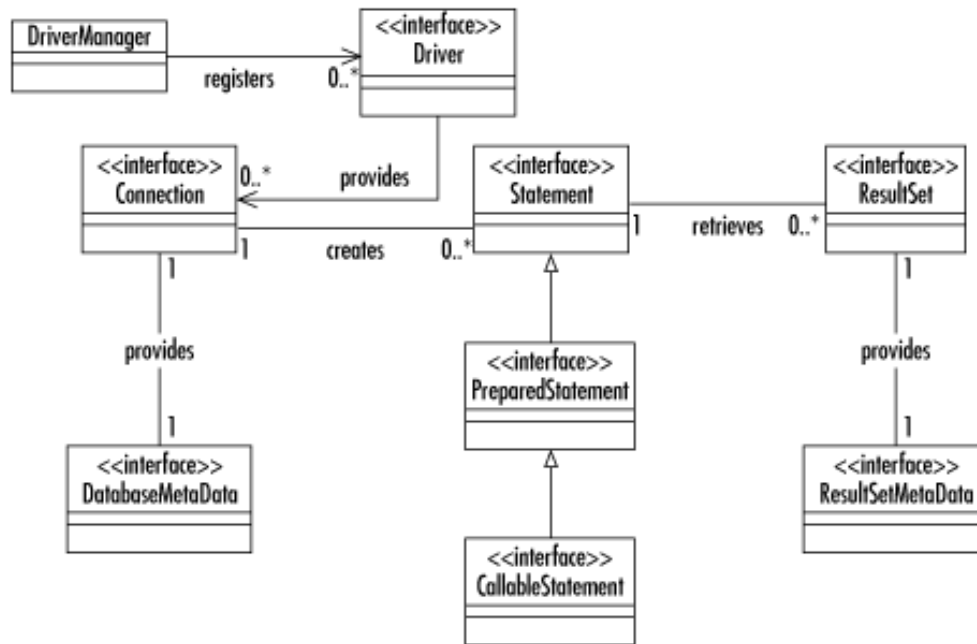 DriverManager
<<interface>>
Driver
registers
0..*
<<interface>>
Connection
0..*
provides
<<interface>>
Statement
<<interface>>
ResultSet
1
creates
0..*
1
retrieves
0..*
1
provides
1
<<interface>>
DatabaseMetaData
<<interface>>
PreparedStatement
1
provides
1
<<interface>>
ResultSetMetaData
<<interface>>
CallableStatement